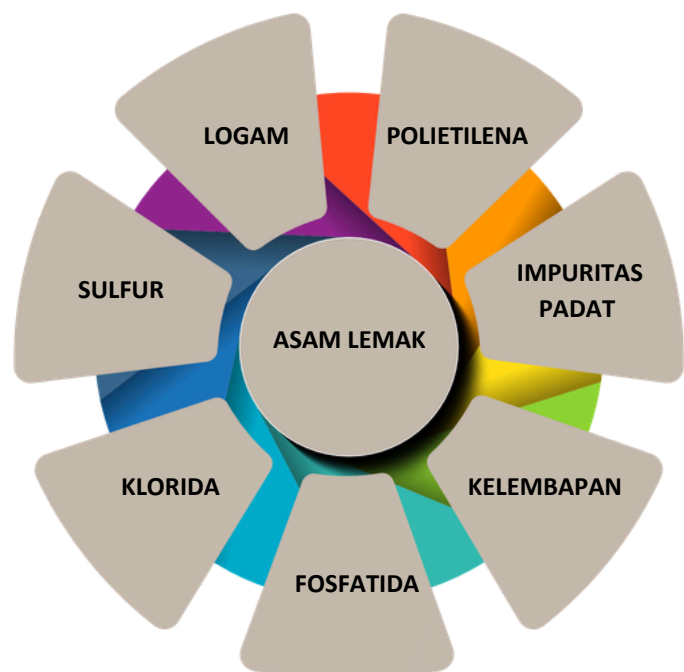 LOGAM
POLIETILENA
IMPURITAS
PADAT
SULFUR
ASAM LEMAK
KLORIDA
KELEMBAPAN
FOSFATIDA